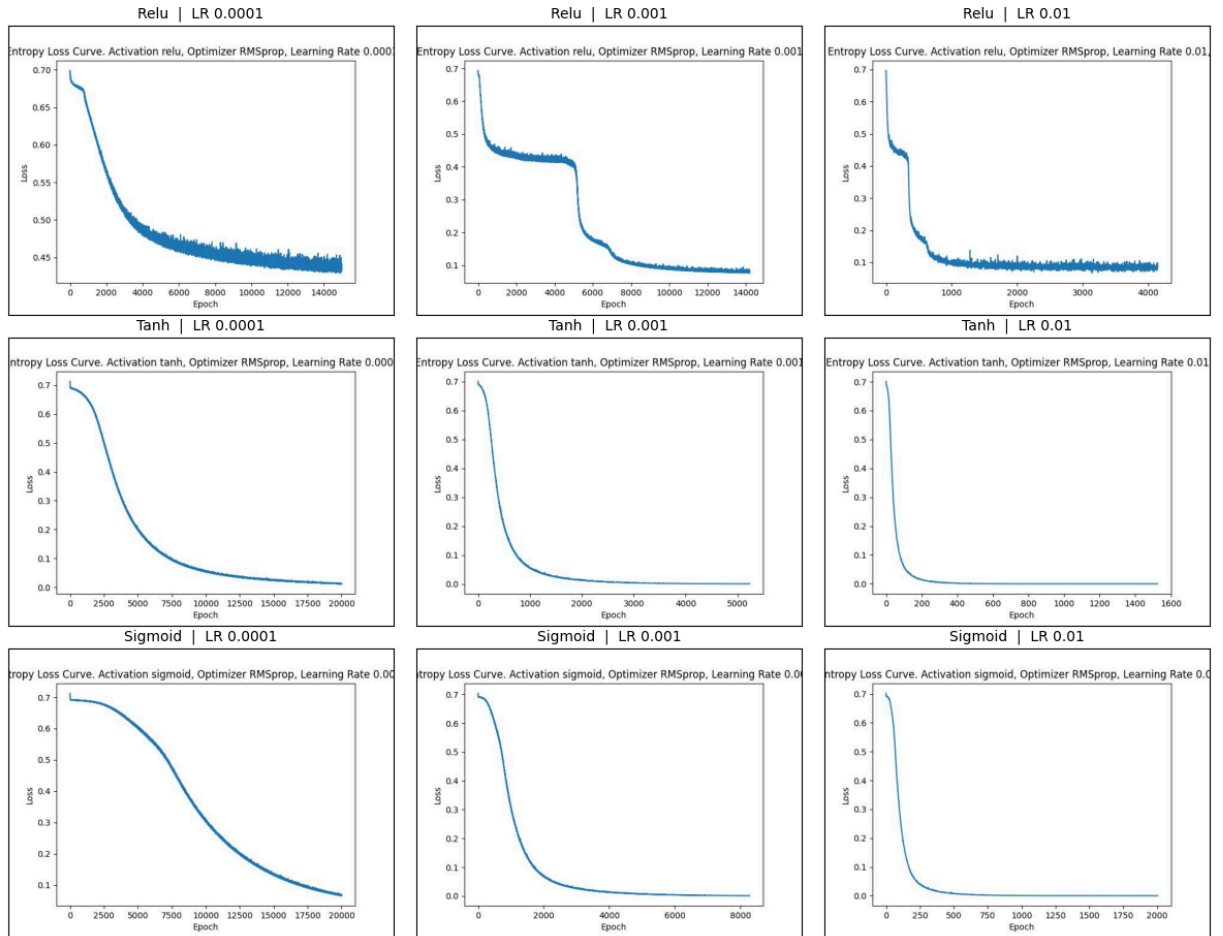 Relu | LR 0.0001
Entropy Loss Curve. Activation relu, Optimizer RMSprop, Learning Rate 0.0001
0.70
0.65
0.60
0.55
0.50
0.45
Loss
0 2000 4000 6000 8000 10000 12000 14000
Epoch
Relu | LR 0.001
Entropy Loss Curve. Activation relu, Optimizer RMSprop, Learning Rate 0.001
0.7
0.6
0.5
0.4
0.3
0.2
0.1
Loss
0 2000 4000 6000 8000 10000 12000 14000
Epoch
Relu | LR 0.01
Entropy Loss Curve. Activation relu, Optimizer RMSprop, Learning Rate 0.01,
0.7
0.6
0.5
0.4
0.3
0.2
0.1
Loss
0 1000 2000 3000 4000
Epoch
Tanh | LR 0.0001
ntropy Loss Curve. Activation tanh, Optimizer RMSprop, Learning Rate 0.000
0.7
0.6
0.5
0.4
0.3
0.2
0.1
0.0
Loss
0 2500 5000 7500 10000 12500 15000 17500 20000
Epoch
Tanh | LR 0.001
Entropy Loss Curve. Activation tanh, Optimizer RMSprop, Learning Rate 0.001
0.7
0.6
0.5
0.4
0.3
0.2
0.1
0.0
Loss
0 1000 2000 3000 4000 5000
Epoch
Tanh | LR 0.01
Entropy Loss Curve. Activation tanh, Optimizer RMSprop, Learning Rate 0.01
0.7
0.6
0.5
0.4
0.3
0.2
0.1
0.0
Loss
0 200 400 600 800 1000 1200 1400 1600
Epoch
Sigmoid | LR 0.0001
tropy Loss Curve. Activation sigmoid, Optimizer RMSprop, Learning Rate 0.00
0.7
0.6
0.5
0.4
0.3
0.2
0.1
Loss
0 2500 5000 7500 10000 12500 15000 17500 20000
Epoch
Sigmoid | LR 0.001
ntropy Loss Curve. Activation sigmoid, Optimizer RMSprop, Learning Rate 0.00
0.7
0.6
0.5
0.4
0.3
0.2
0.1
0.0
Loss
0 2000 4000 6000 8000
Epoch
Sigmoid | LR 0.01
ntropy Loss Curve. Activation sigmoid, Optimizer RMSprop, Learning Rate 0.0
0.7
0.6
0.5
0.4
0.3
0.2
0.1
0.0
Loss
0 250 500 750 1000 1250 1500 1750 2000
Epoch